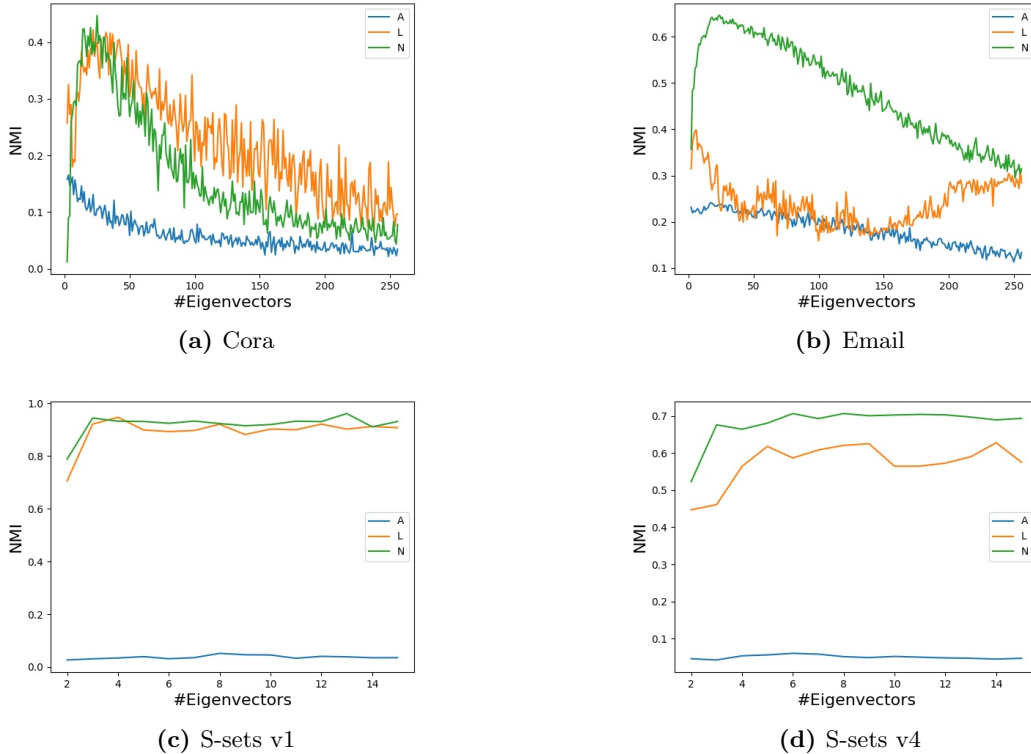 0.4
0.3
0.2
0.1
0.0
NMI
A
L
N
0
50
100
150
200
250
#Eigenvectors
(a) Cora
0.6
0.5
0.4
0.3
0.2
0.1
NMI
A
L
N
0
50
100
150
200
250
#Eigenvectors
(b) Email
1.0
0.8
0.6
0.4
0.2
0.0
NMI
A
L
N
2
4
6
8
10
12
14
#Eigenvectors
(c) S-sets v1
0.7
0.6
0.5
0.4
0.3
0.2
0.1
NMI
A
L
N
2
4
6
8
10
12
14
#Eigenvectors
(d) S-sets v4